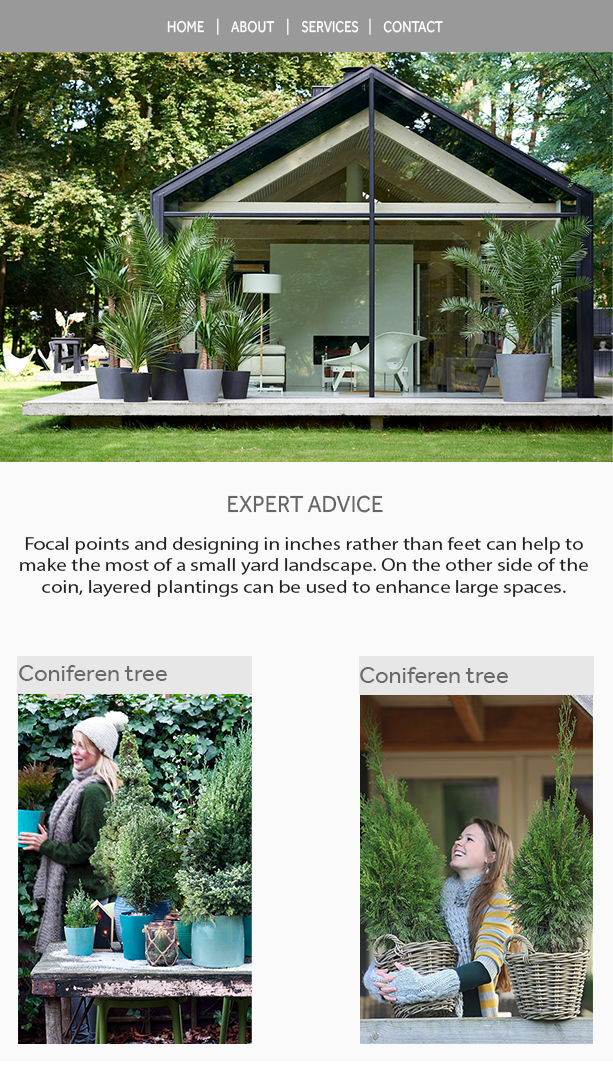 HOME | ABOUT | SERVICES | CONTACT
EXPERT ADVICE
Focal points and designing in inches rather than feet can help to
make the most of a small yard landscape. On the other side of the
coin, layered plantings can be used to enhance large spaces.
Coniferen tree
Coniferen tree